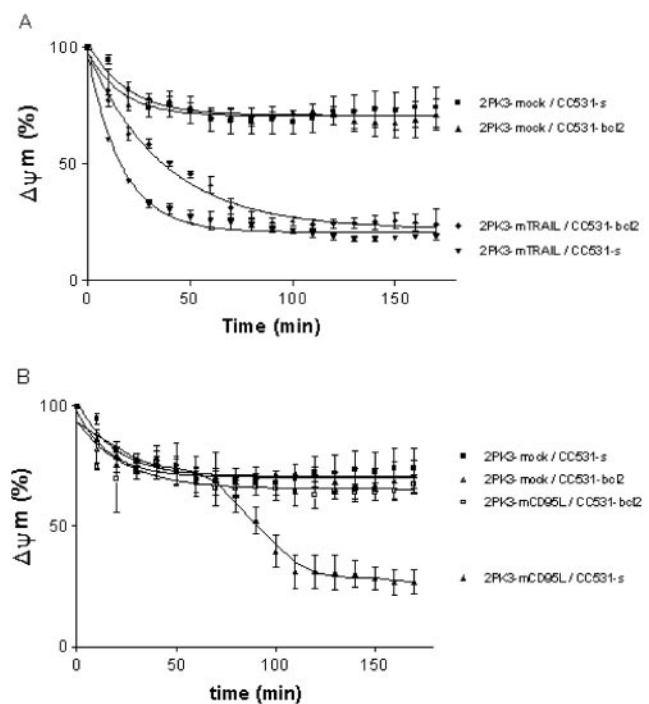 A
100
50
0
Δψm (%)
0 50 100 150
Time (min)
2PK3-mock / CC531-s
2PK3-mock / CC531-bcl2
2PK3-mTRAIL / CC531-bcl2
2PK3-mTRAIL / CC531-s
B
100
50
0
Δψm (%)
0 50 100 150
time (min)
2PK3-mock / CC531-s
2PK3-mock / CC531-bcl2
2PK3-mCD95L / CC531-bcl2
2PK3-mCD95L / CC531-s